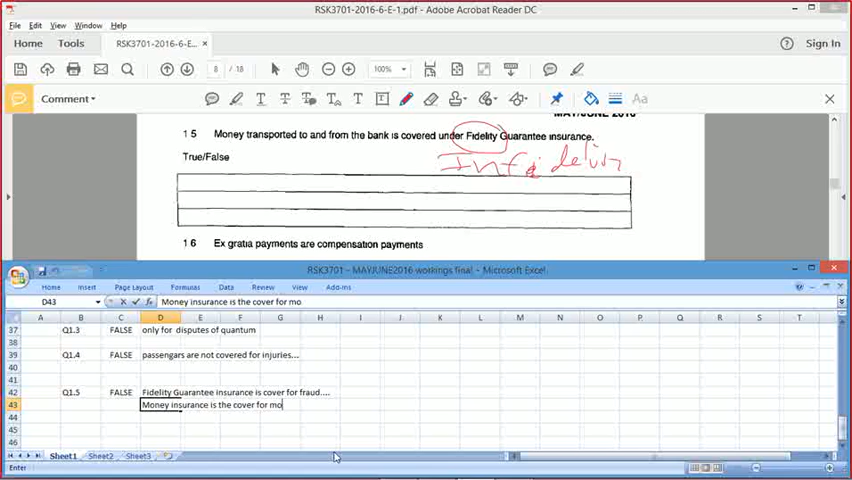 RSK3701-2016-6-E-1.pdf - Adobe Acrobat Reader DC
File Edit View Window Help
Home Tools RSK3701-2016-6-E... × Sign In
8 / 18 100%
Comment
MAY/JUNE 2016
1 5 Money transported to and from the bank is covered under Fidelity Guarantee insurance.
True/False
1 6 Ex gratia payments are compensation payments
RSK3701 - MAYJUNE2016 workings final - Microsoft Excel
Home Insert Page Layout Formulas Data Review View Add-Ins
D43 fx Money insurance is the cover for mo
A B C D E F G H I J K L M N O P Q R S T
37 Q1.3 FALSE only for disputes of quantum
38
39 Q1.4 FALSE passengars are not covered for injuries...
40
41
42 Q1.5 FALSE Fidelity Guarantee insurance is cover for fraud....
43 Money insurance is the cover for mo
44
45
46
Sheet1 Sheet2 Sheet3
Enter